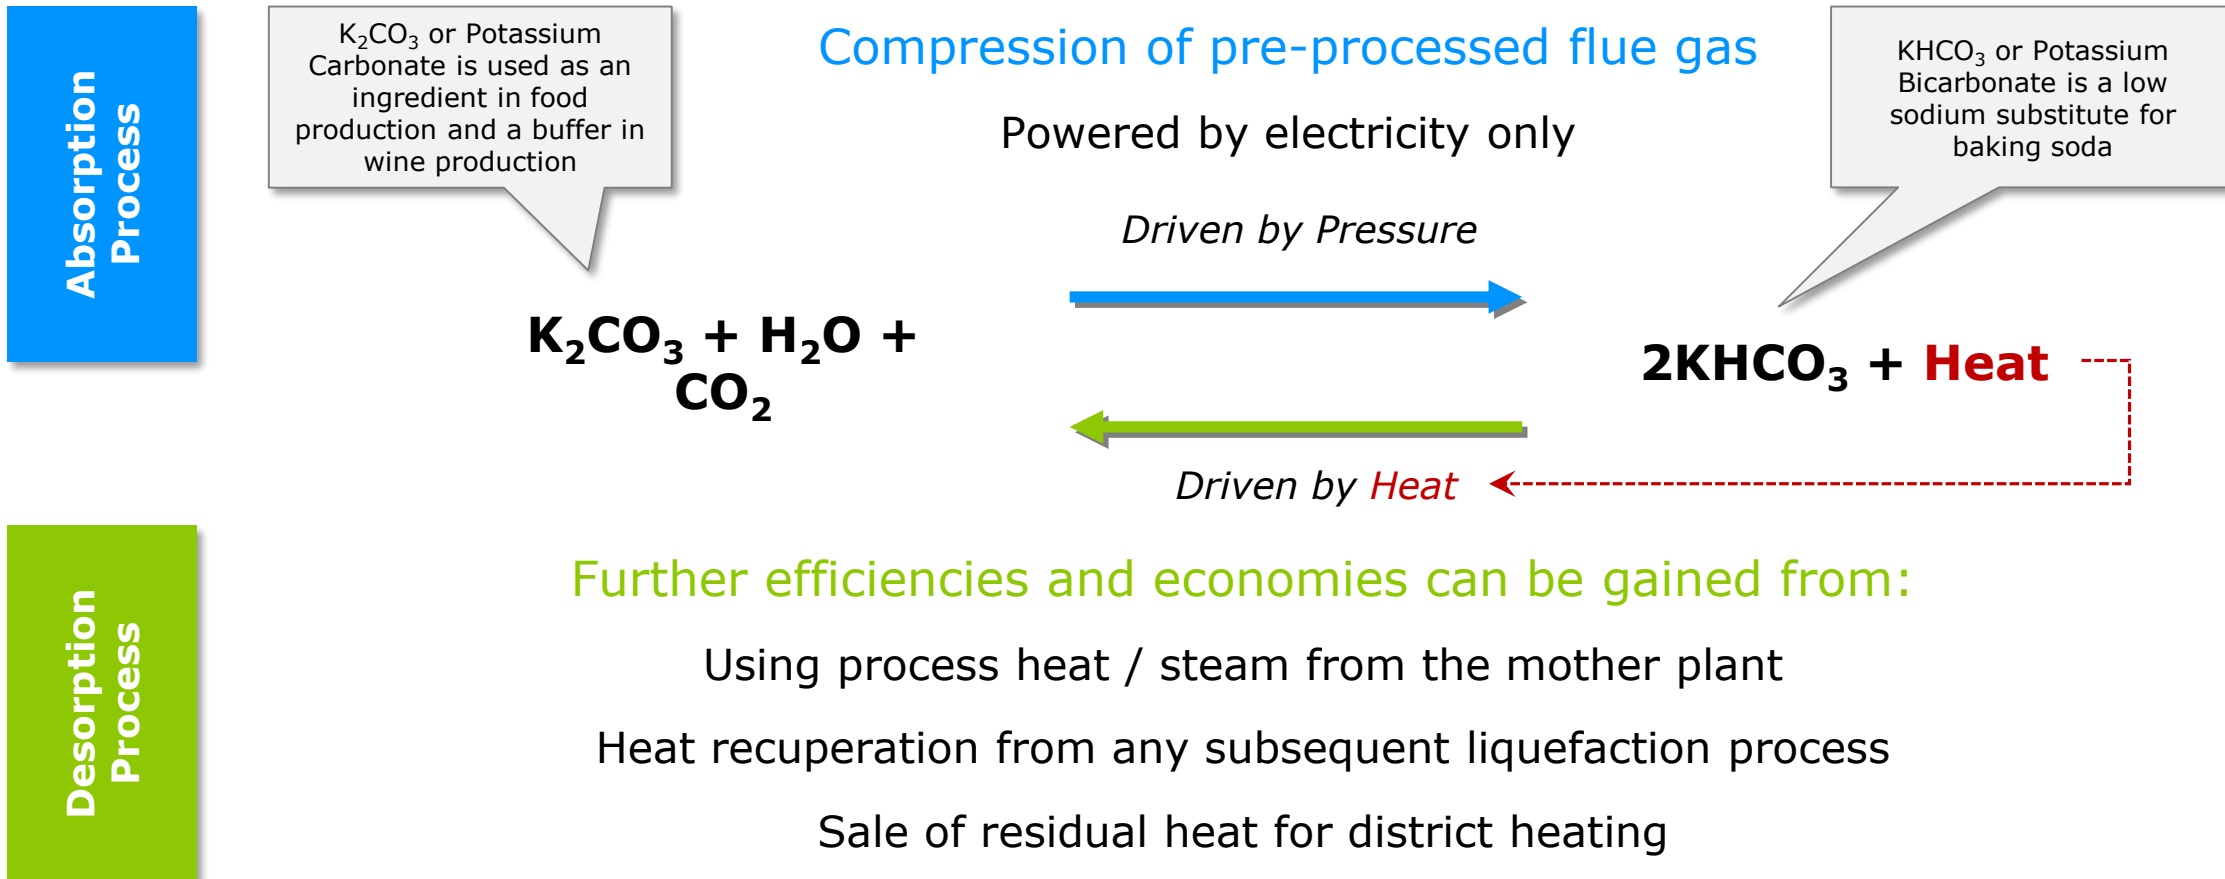 Absorption
Process
K₂CO₃ or Potassium
Carbonate is used as an
ingredient in food
production and a buffer in
wine production
Compression of pre-processed flue gas
Powered by electricity only
Driven by Pressure
KHCO₃ or Potassium
Bicarbonate is a low
sodium substitute for
baking soda
K₂CO₃ + H₂O +
CO₂
2KHCO₃ + Heat
Driven by Heat
Desorption
Process
Further efficiencies and economies can be gained from:
Using process heat / steam from the mother plant
Heat recuperation from any subsequent liquefaction process
Sale of residual heat for district heating